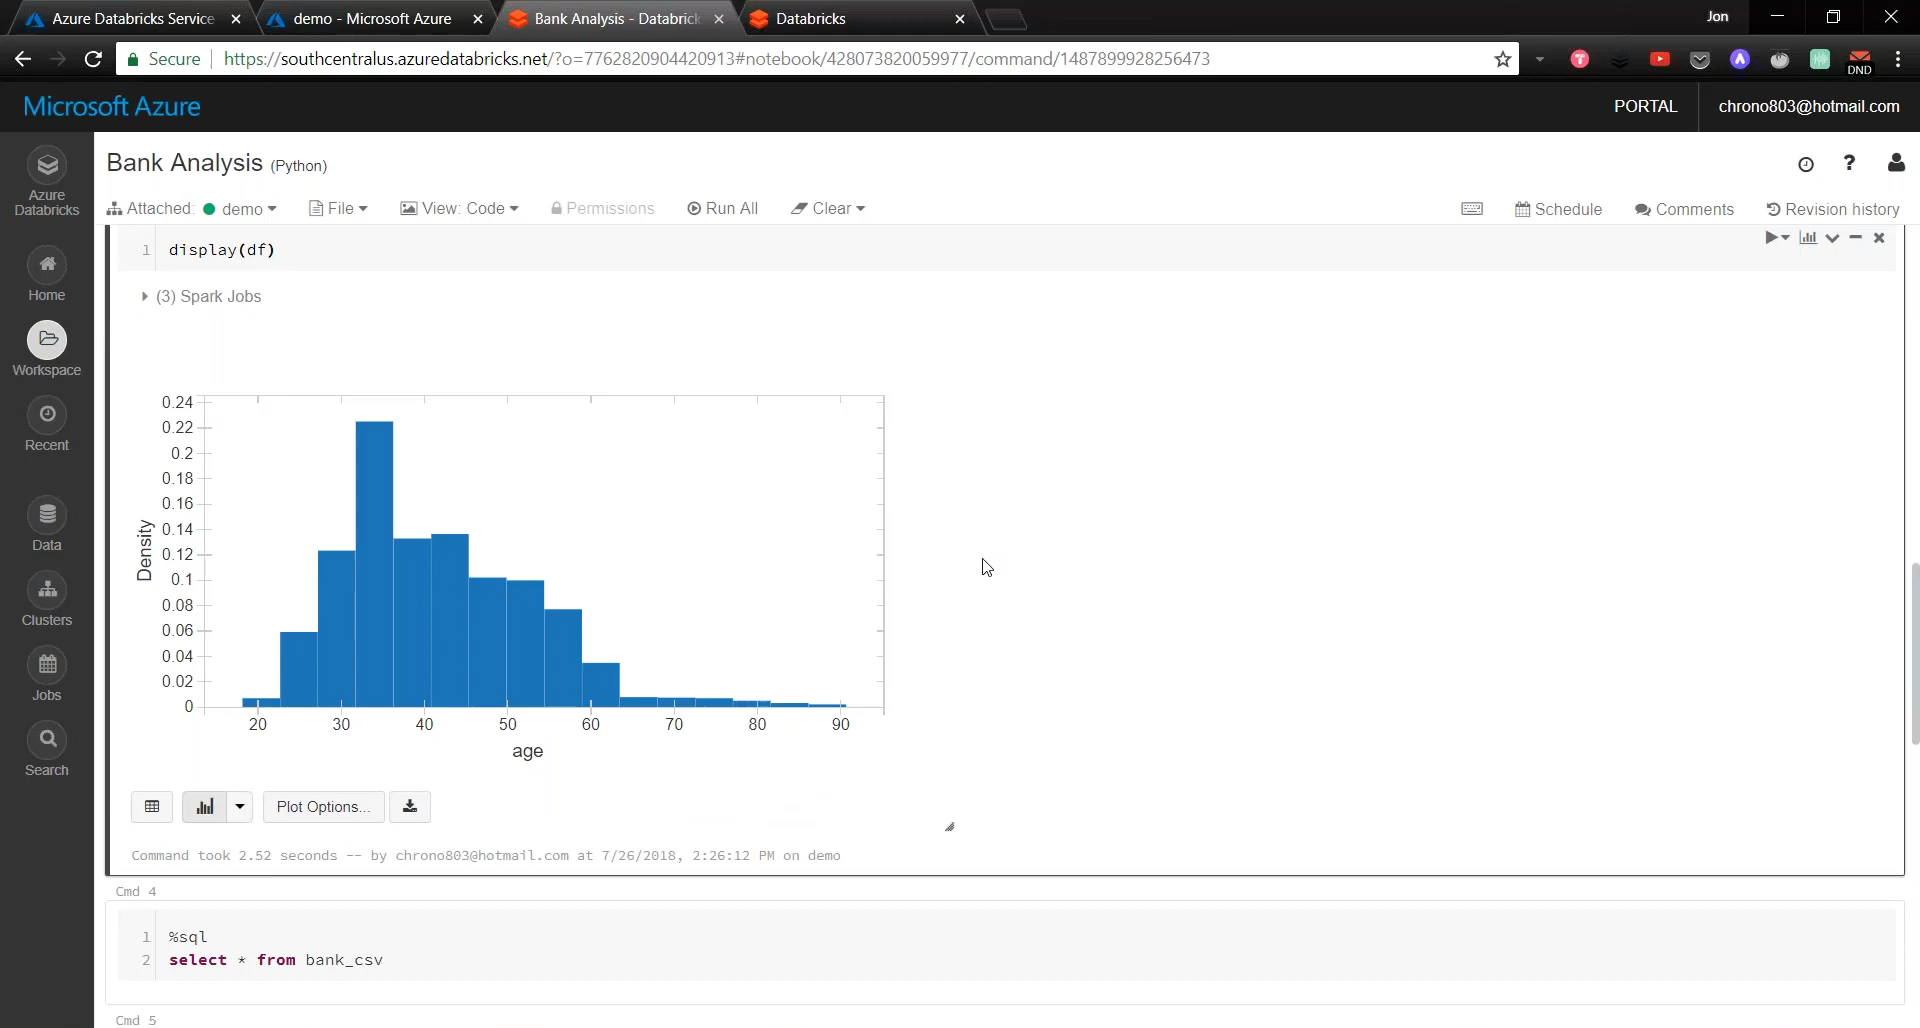 Azure Databricks Service
demo - Microsoft Azure
Bank Analysis - Databrick
Databricks
Jon
Secure
https://southcentralus.azuredatabricks.net/?o=7762820904420913#notebook/428073820059977/command/1487899928256473
DND
Microsoft Azure
PORTAL
chrono803@hotmail.com
Azure
Databricks
Home
Workspace
Recent
Data
Clusters
Jobs
Search
Bank Analysis (Python)
?
Attached: demo
File
View: Code
Permissions
Run All
Clear
Schedule
Comments
Revision history
1 display(df)
(3) Spark Jobs
Density
0.24
0.22
0.2
0.18
0.16
0.14
0.12
0.1
0.08
0.06
0.04
0.02
0
20 30 40 50 60 70 80 90
age
Plot Options...
Command took 2.52 seconds -- by chrono803@hotmail.com at 7/26/2018, 2:26:12 PM on demo
Cmd 4
1 %sql
2 select * from bank_csv
Cmd 5